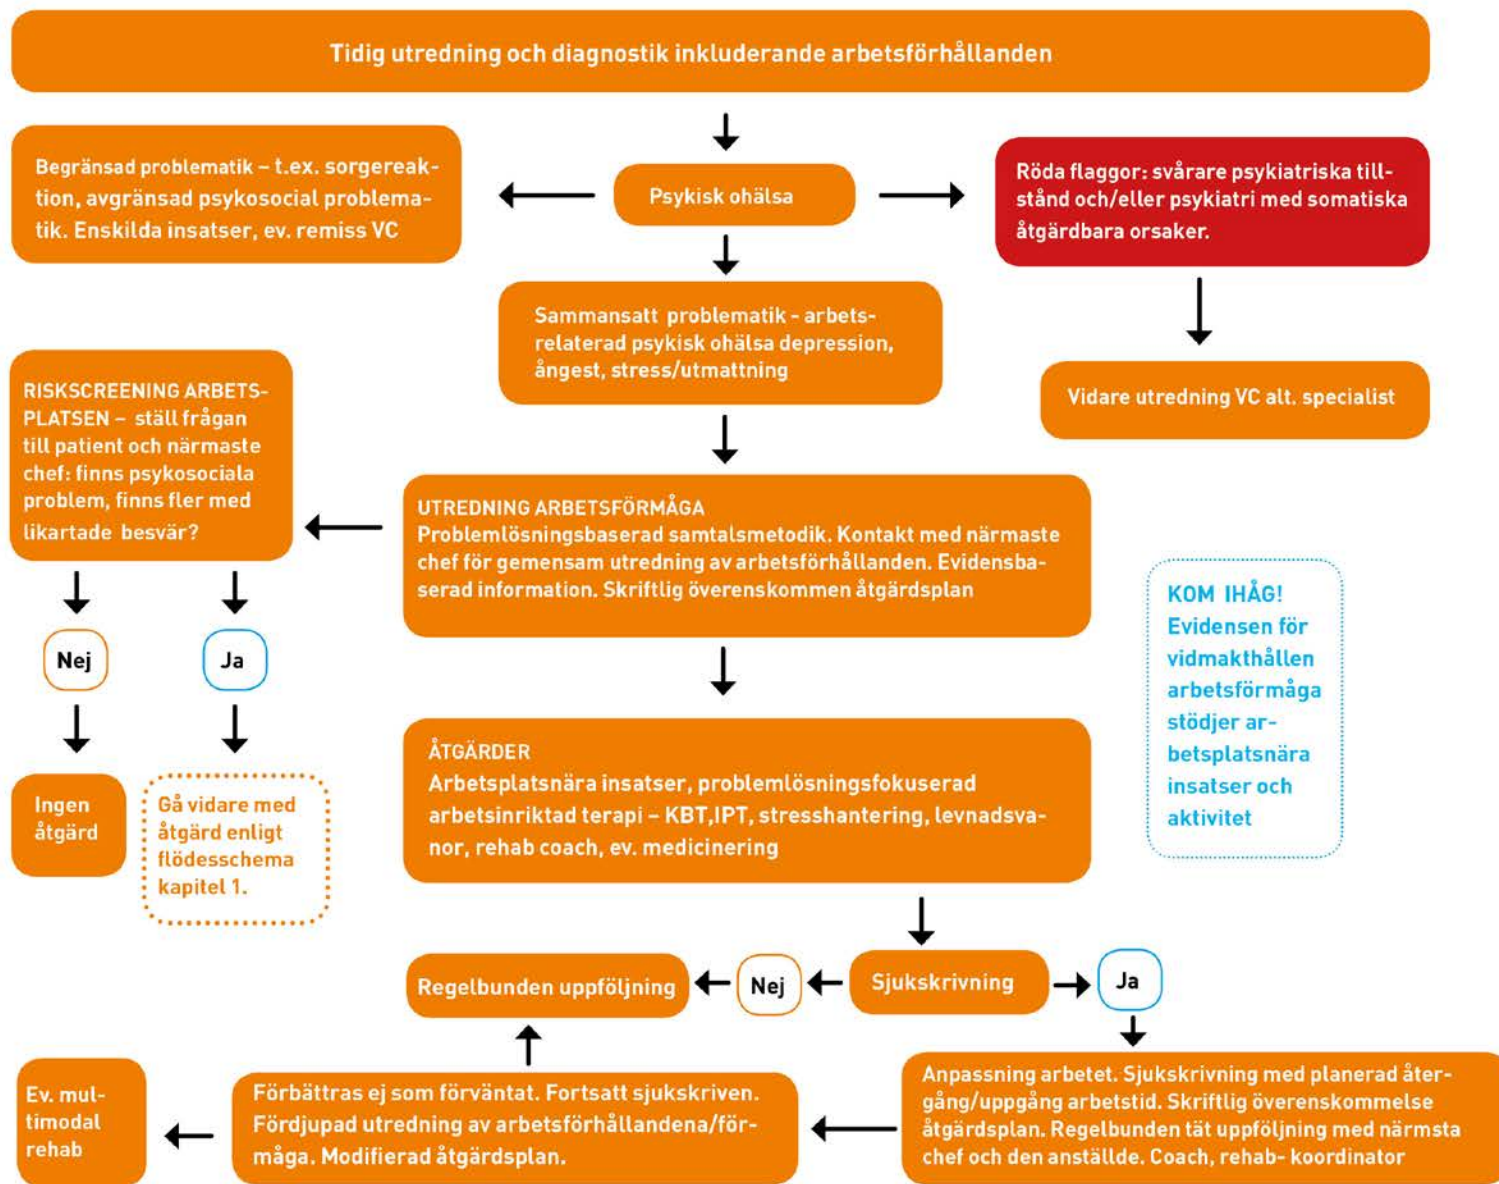 Tidig utredning och diagnostik inkluderande arbetsförhållanden
Begränsad problematik – t.ex. sorgereak-
tion, avgränsad psykosocial problema-
tik. Enskilda insatser, ev. remiss VC
Psykisk ohälsa
Röda flaggor: svårare psykiatriska till-
stånd och/eller psykiatri med somatiska
åtgärdbara orsaker.
Sammansatt problematik - arbets-
relaterad psykisk ohälsa depression,
ångest, stress/utmattning
Vidare utredning VC alt. specialist
RISKSCREENING ARBETS-
PLATSEN – ställ frågan
till patient och närmaste
chef: finns psykosociala
problem, finns fler med
likartade besvär?
UTREDNING ARBETSFÖRMÅGA
Problemlösningsbaserad samtalsmetodik. Kontakt med närmaste
chef för gemensam utredning av arbetsförhållanden. Evidensba-
serad information. Skriftlig överenskommen åtgärdsplan
KOM IHÅG!
Evidensen för
vidmakthållen
arbetsförmåga
stödjer ar-
betsplatsnära
insatser och
aktivitet
Nej
Ja
Ingen
åtgärd
Gå vidare med
åtgärd enligt
flödesschema
kapitel 1.
ÅTGÄRDER
Arbetsplatsnära insatser, problemlösningsfokuserad
arbetsinriktad terapi – KBT,IPT, stresshantering, levnadsva-
nor, rehab coach, ev. medicinering
Regelbunden uppföljning
Nej
Sjukskrivning
Ja
Ev. mul-
timodal
rehab
Förbättras ej som förväntat. Fortsatt sjukskriven.
Fördjupad utredning av arbetsförhållandena/för-
måga. Modifierad åtgärdsplan.
Anpassning arbetet. Sjukskrivning med planerad åter-
gång/uppgång arbetstid. Skriftlig överenskommelse
åtgärdsplan. Regelbunden tät uppföljning med närmsta
chef och den anställde. Coach, rehab- koordinator